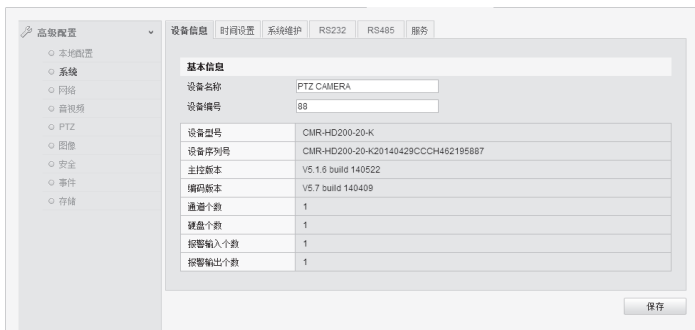 高级配置
本地配置
系统
网络
音视频
PTZ
图像
安全
事件
存储
设备信息 时间设置 系统维护 RS232 RS485 服务
基本信息
设备名称 PTZ CAMERA
设备编号 88
设备型号 CMR-HD200-20-K
设备序列号 CMR-HD200-20-K20140429CCCH462195887
主控版本 V5.1.6 build 140522
编码版本 V5.7 build 140409
通道个数 1
硬盘个数 1
报警输入个数 1
报警输出个数 1
保存